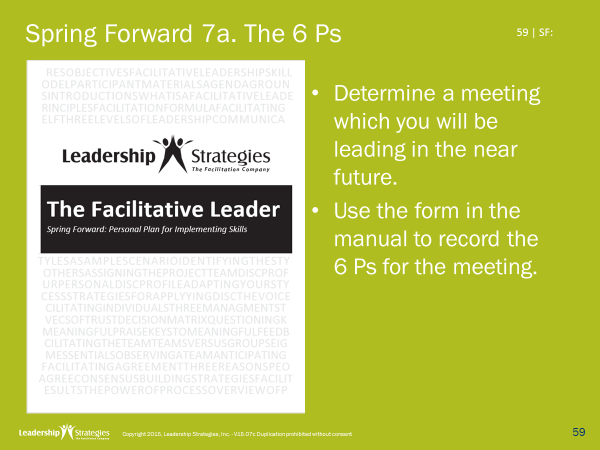 Spring Forward 7a. The 6 Ps
59 | SF:
RESOBJECTIVESFACILITATIVELEADERSHIPSKILL
ODELPARTICIPANTMATERIALSAGENDAGROUN
SINTRODUCTIONSWHATISAFACILITATIVELEADE
RINCIPLESFACILITATIONFORMULAFACILITATING
ELFTHREELEVELSOFLEADERSHIPCOMMUNICA
Leadership Strategies
The Facilitation Company
The Facilitative Leader
Spring Forward: Personal Plan for Implementing Skills
TYLESASAMPLESCENARIOIDENTIFYINGTHESTY
OTHERSASSIGNINGTHEPROJECTTEAMDISCPROF
URPERSONALDISCPROFILEADAPTINGYOURSTY
CESSSTRATEGIESFORAPPLYYINGDISCTHEVOICE
CILITATINGINDIVIDUALSTHREEMANAGMENTST
VECSOFTRUSTDECISIONMATRIXQUESTIONINGK
MEANINGFULPRAISEKEYSTOMEANINGFULFEEDB
CILITATINGTHETEAMTEAMSVERSUSGROUPSEIG
MESSENTIALSOBSERVINGATEAMANTICIPATING
FACILITATINGAGREEMENTTHREEREASONSPEO
AGREECONSENSUSBUILDINGSTRATEGIESFACILIT
ESULTSTHEPOWEROFPROCESSOVERVIEWOFP
• Determine a meeting
which you will be
leading in the near
future.
• Use the form in the
manual to record the
6 Ps for the meeting.
Leadership Strategies
The Facilitation Company
Copyright 2015, Leadership Strategies, Inc. - V15.07c Duplication prohibited without consent
59